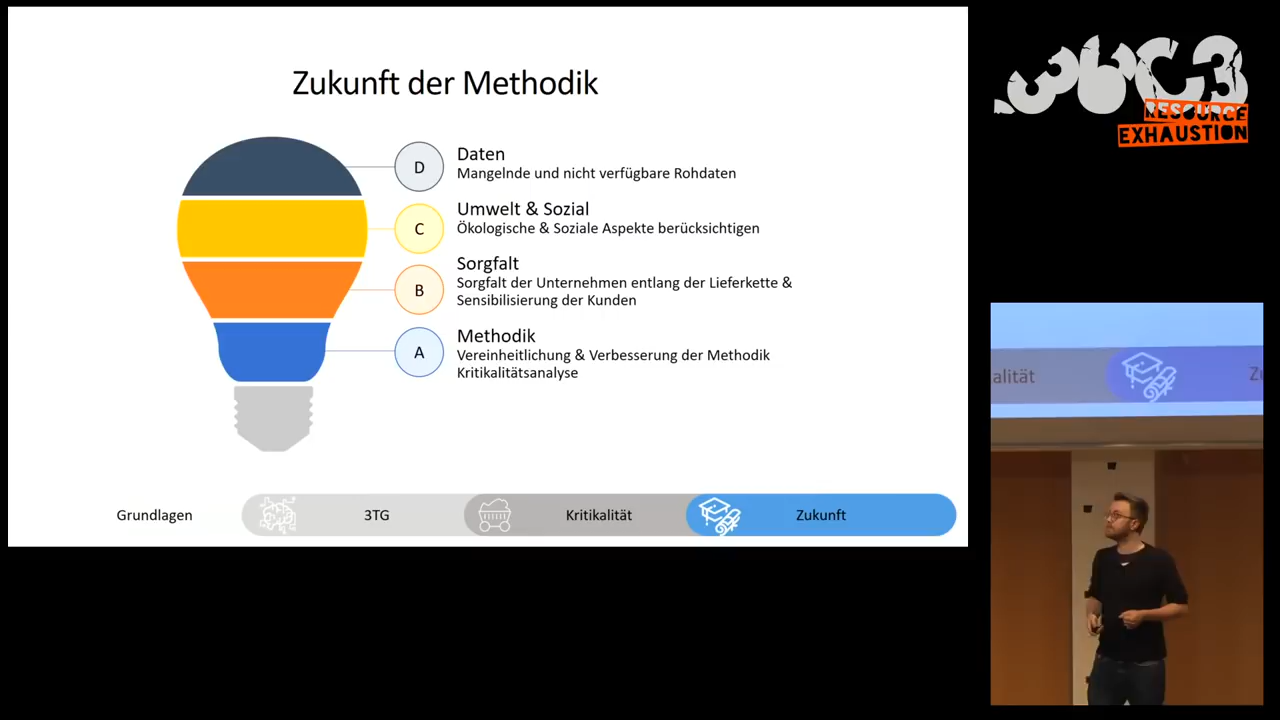 Zukunft der Methodik
D
Daten
Mangelnde und nicht verfügbare Rohdaten
C
Umwelt & Sozial
Ökologische & Soziale Aspekte berücksichtigen
B
Sorgfalt
Sorgfalt der Unternehmen entlang der Lieferkette &
Sensibilisierung der Kunden
A
Methodik
Vereinheitlichung & Verbesserung der Methodik
Kritikalitätsanalyse
Grundlagen
3TG
Kritikalität
Zukunft
36C3
RESOURCE
EXHAUSTION
alität
Zu